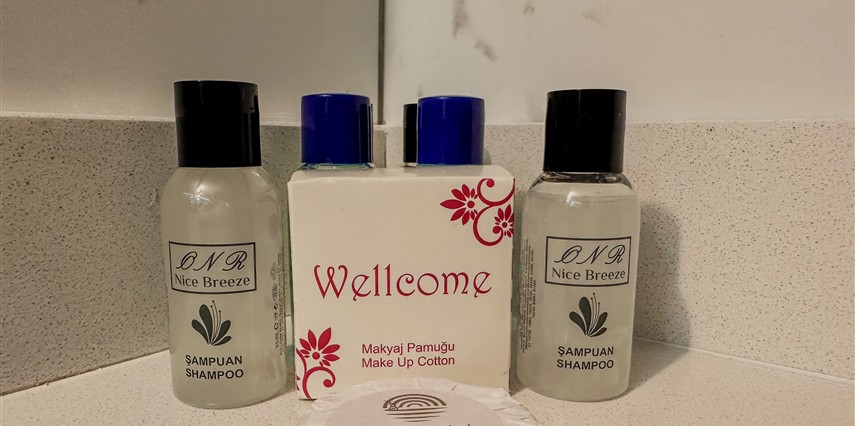 ONR
Nice Breeze
ŞAMPUAN
SHAMPOO
Wellcome
Makyaj Pamuğu
Make Up Cotton
ONR
Nice Breeze
ŞAMPUAN
SHAMPOO